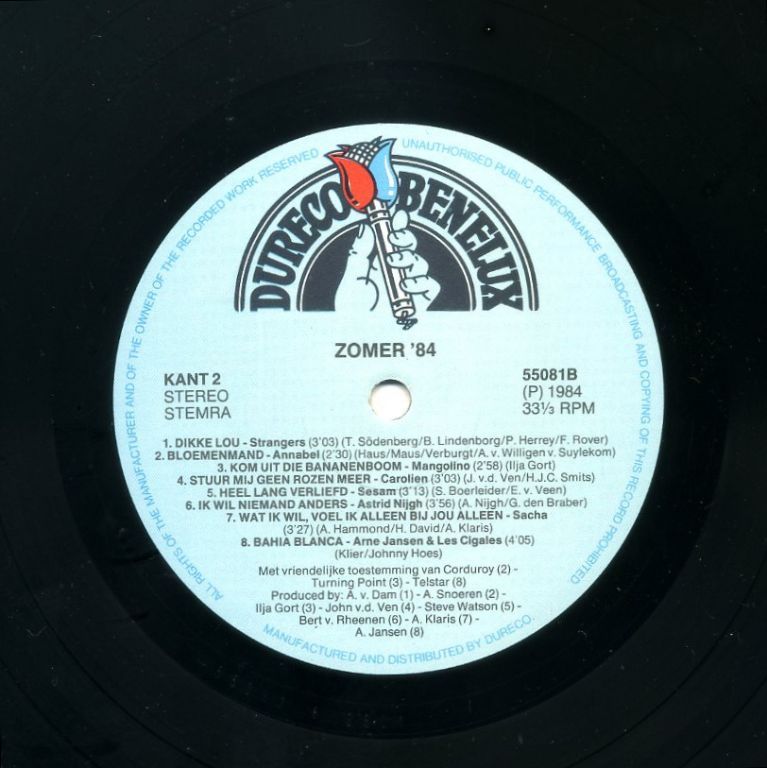 ALL RIGHTS OF THE MANUFACTURER AND OF THE OWNER OF THE RECORDED WORK RESERVED
UNAUTHORISED PUBLIC PERFORMANCE BROADCASTING AND COPYING OF THIS RECORD PROHIBITED
DURECO BENELUX
ZOMER '84
KANT 2
STEREO
STEMRA
55081B
(P) 1984
33⅓ RPM
1. DIKKE LOU - Strangers (3'03) (T. Södenberg/B. Lindenborg/P. Herrey/F. Rover)
2. BLOEMENMAND - Annabel (2'30) (Haus/Maus/Verburgt/A. v. Willigen v. Suylekom)
3. KOM UIT DIE BANANENBOOM - Mangolino (2'58) (Ilja Gort)
4. STUUR MIJ GEEN ROZEN MEER - Carolien (3'03) (J. v.d. Ven/H.J.C. Smits)
5. HEEL LANG VERLIEFD - Sesam (3'13) (S. Boerleider/E. v. Veen)
6. IK WIL NIEMAND ANDERS - Astrid Nijgh (3'56) (A. Nijgh/G. den Braber)
7. WAT IK WIL, VOEL IK ALLEEN BIJ JOU ALLEEN - Sacha
(3'27) (A. Hammond/H. David/A. Klaris)
8. BAHIA BLANCA - Arne Jansen & Les Cigales (4'05)
(Klier/Johnny Hoes)
Met vriendelijke toestemming van Corduroy (2) -
Turning Point (3) - Telstar (8)
Produced by: A. v. Dam (1) - A. Snoeren (2) -
Ilja Gort (3) - John v.d. Ven (4) - Steve Watson (5) -
Bert v. Rheenen (6) - A. Klaris (7) -
A. Jansen (8)
MANUFACTURED AND DISTRIBUTED BY DURECO.